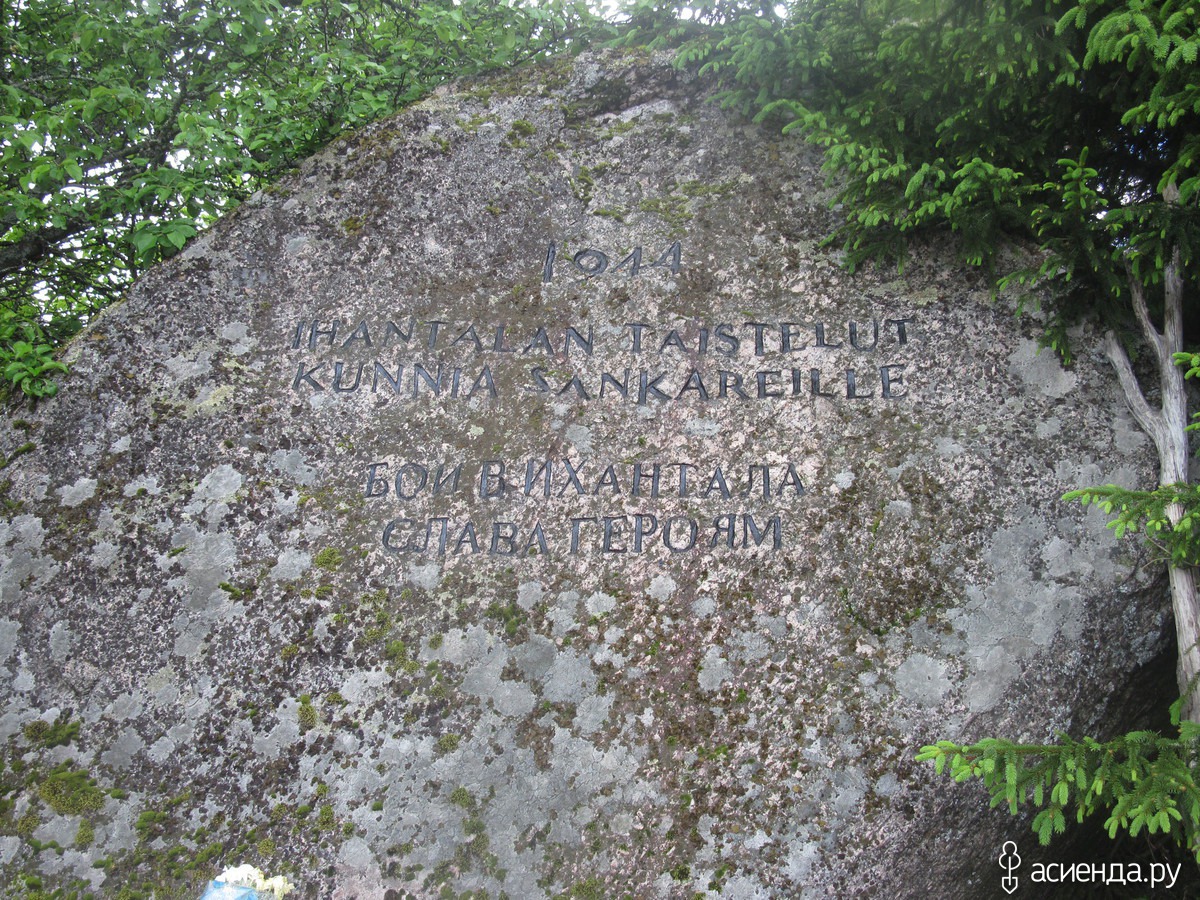 1944
IHANTALAN TAISTELUT
KUNNIA SANKAREILLE
БОИ В ИХАНТАЛА
СЛАВА ГЕРОЯМ
асиенда.ру